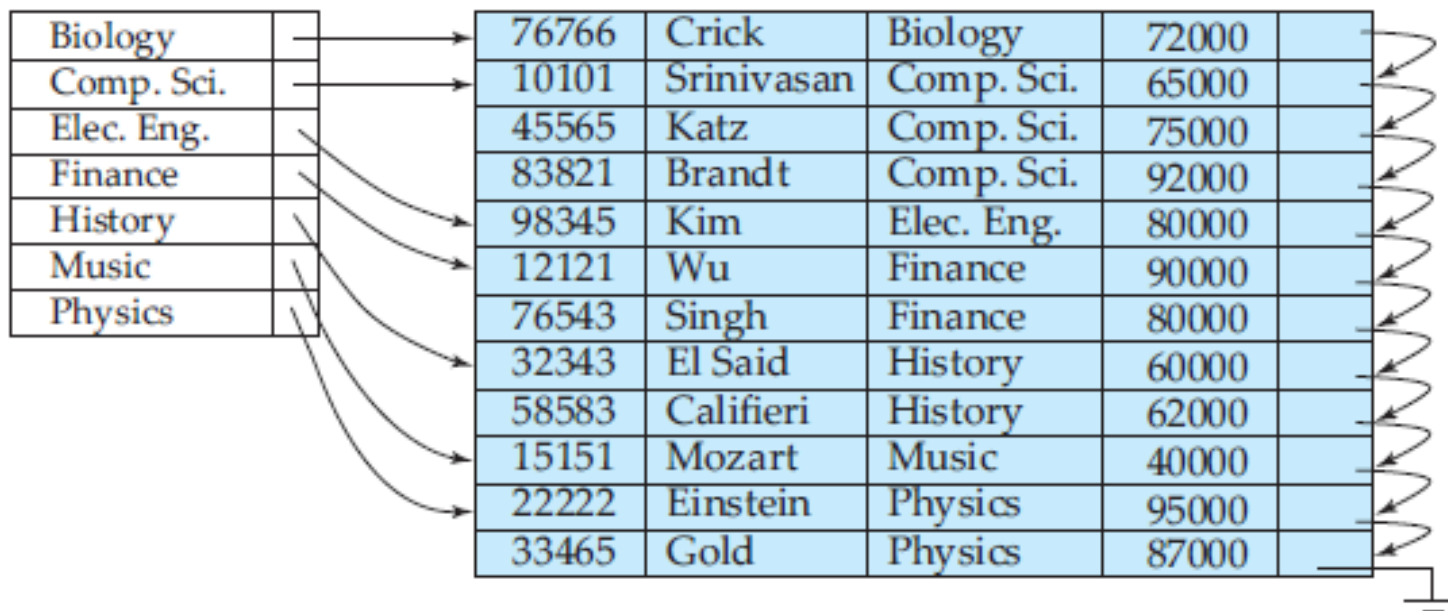 Biology
Comp. Sci.
Elec. Eng.
Finance
History
Music
Physics
76766 Crick Biology 72000
10101 Srinivasan Comp. Sci. 65000
45565 Katz Comp. Sci. 75000
83821 Brandt Comp. Sci. 92000
98345 Kim Elec. Eng. 80000
12121 Wu Finance 90000
76543 Singh Finance 80000
32343 El Said History 60000
58583 Califieri History 62000
15151 Mozart Music 40000
22222 Einstein Physics 95000
33465 Gold Physics 87000